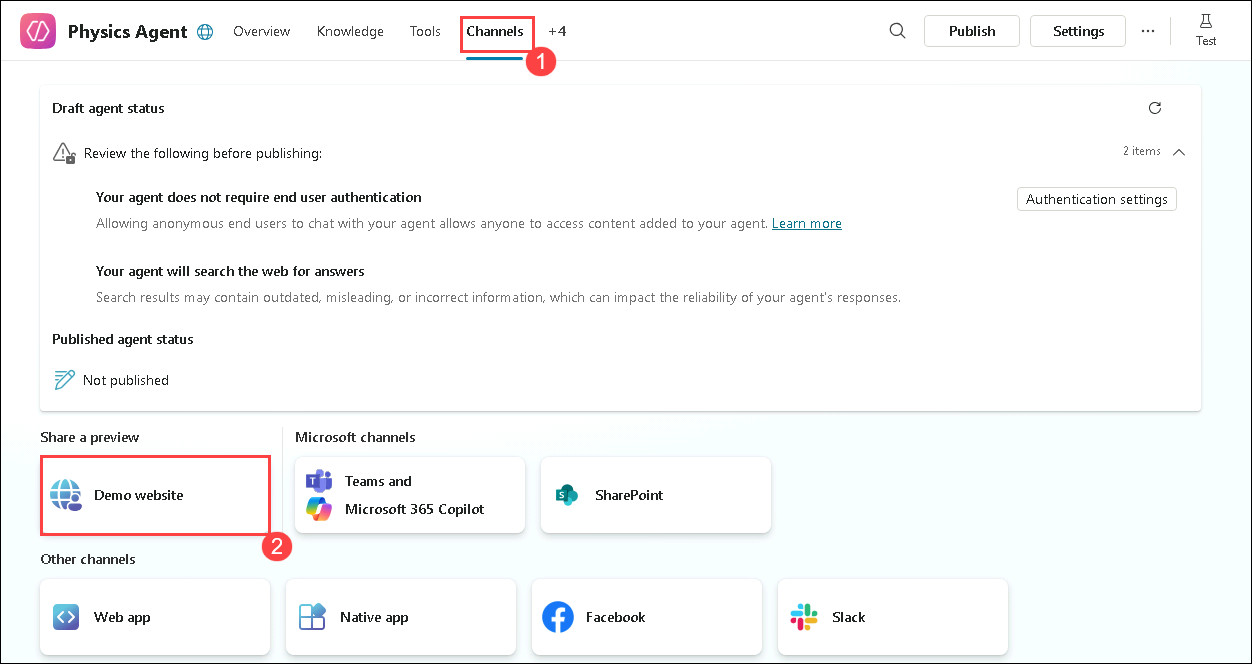 Physics Agent
Overview
Knowledge
Tools
Channels
+4
Publish
Settings
Test
1
Draft agent status
Review the following before publishing:
2 items
Your agent does not require end user authentication
Authentication settings
Allowing anonymous end users to chat with your agent allows anyone to access content added to your agent. Learn more
Your agent will search the web for answers
Search results may contain outdated, misleading, or incorrect information, which can impact the reliability of your agent's responses.
Published agent status
Not published
Share a preview
Microsoft channels
Demo website
Teams and
Microsoft 365 Copilot
SharePoint
2
Other channels
Web app
Native app
Facebook
Slack